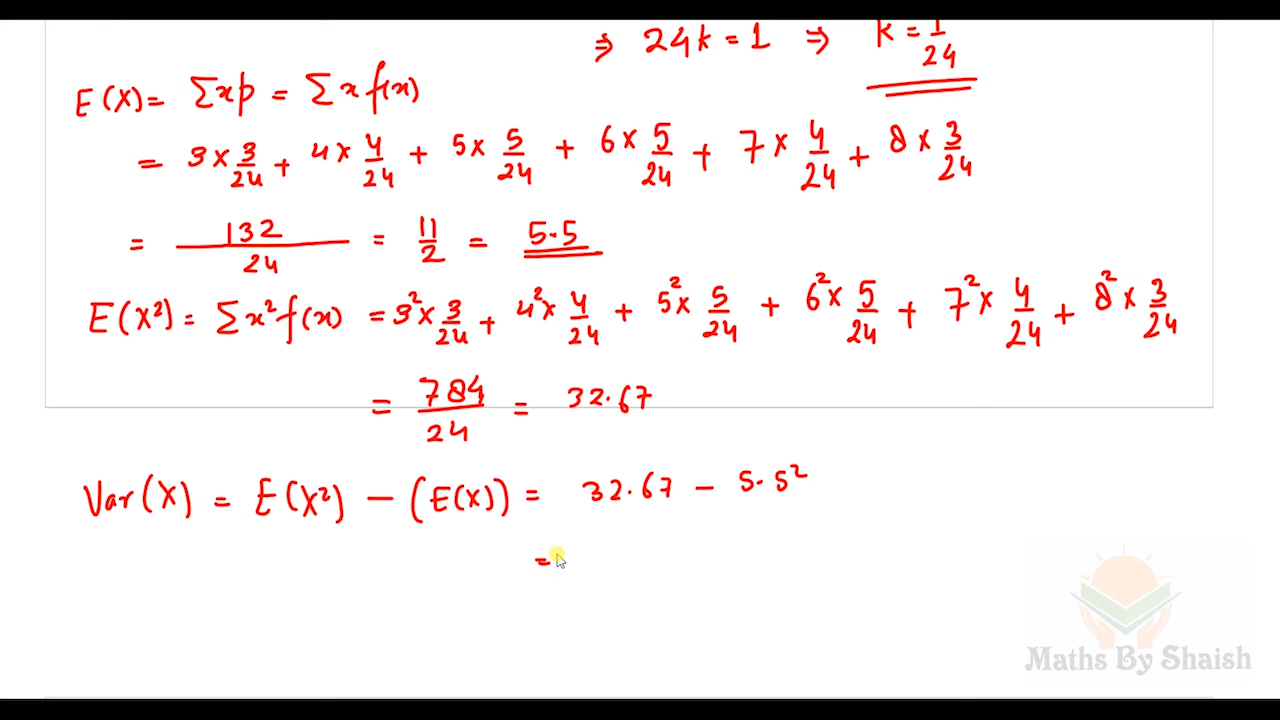 ⇒ 24k = 1 ⇒ k = 1/24
E(X) = Σxp = Σx f(x)
= 3 × 3/24 + 4 × 4/24 + 5 × 5/24 + 6 × 5/24 + 7 × 4/24 + 8 × 3/24
= 132/24 = 11/2 = 5.5
E(X²) = Σx² f(x) = 3² × 3/24 + 4² × 4/24 + 5² × 5/24 + 6² × 5/24 + 7² × 4/24 + 8² × 3/24
= 784/24 = 32.67
Var(X) = E(X²) − (E(X)) = 32.67 − 5.5²
=
Maths By Shaish